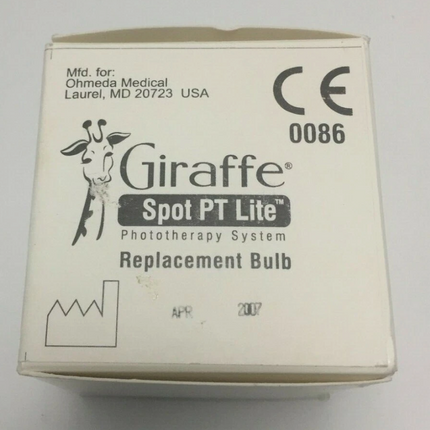 Mfd. for:
Ohmeda Medical
Laurel, MD 20723 USA
CE
0086
Giraffe®
Spot PT Lite™
Phototherapy System
Replacement Bulb
APR 2007